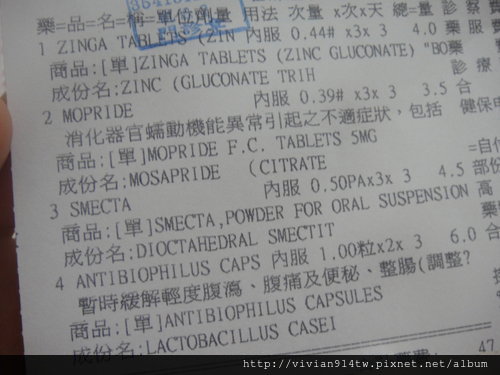 藥=品=名=稱=單位劑量 用法 次量 x次x天 總=量 診察
1 ZINGA TABLETS (ZIN 內服 0.44# x3x 3 4.0 藥服費
商品:[單]ZINGA TABLETS (ZINC GLUCONATE) "BO藥
成份名:ZINC (GLUCONATE TRIH 診療
2 MOPRIDE 內服 0.39# x3x 3 3.5 合
消化器官蠕動機能異常引起之不適症狀，包括 健保
商品:[單]MOPRIDE F.C. TABLETS 5MG
成份名:MOSAPRIDE (CITRATE =自付
3 SMECTA 內服 0.50PAx3x 3 4.5 部份
商品:[單]SMECTA,POWDER FOR ORAL SUSPENSION 高
成份名:DIOCTAHEDRAL SMECTIT 藥
4 ANTIBIOPHILUS CAPS 內服 1.00粒x2x 3 6.0 合
暫時緩解輕度腹瀉、腹痛及便秘、整腸(調整?
商品:[單]ANTIBIOPHILUS CAPSULES
成份名:LACTOBACILLUS CASEI
47
http://vivian914tw.pixnet.net/album